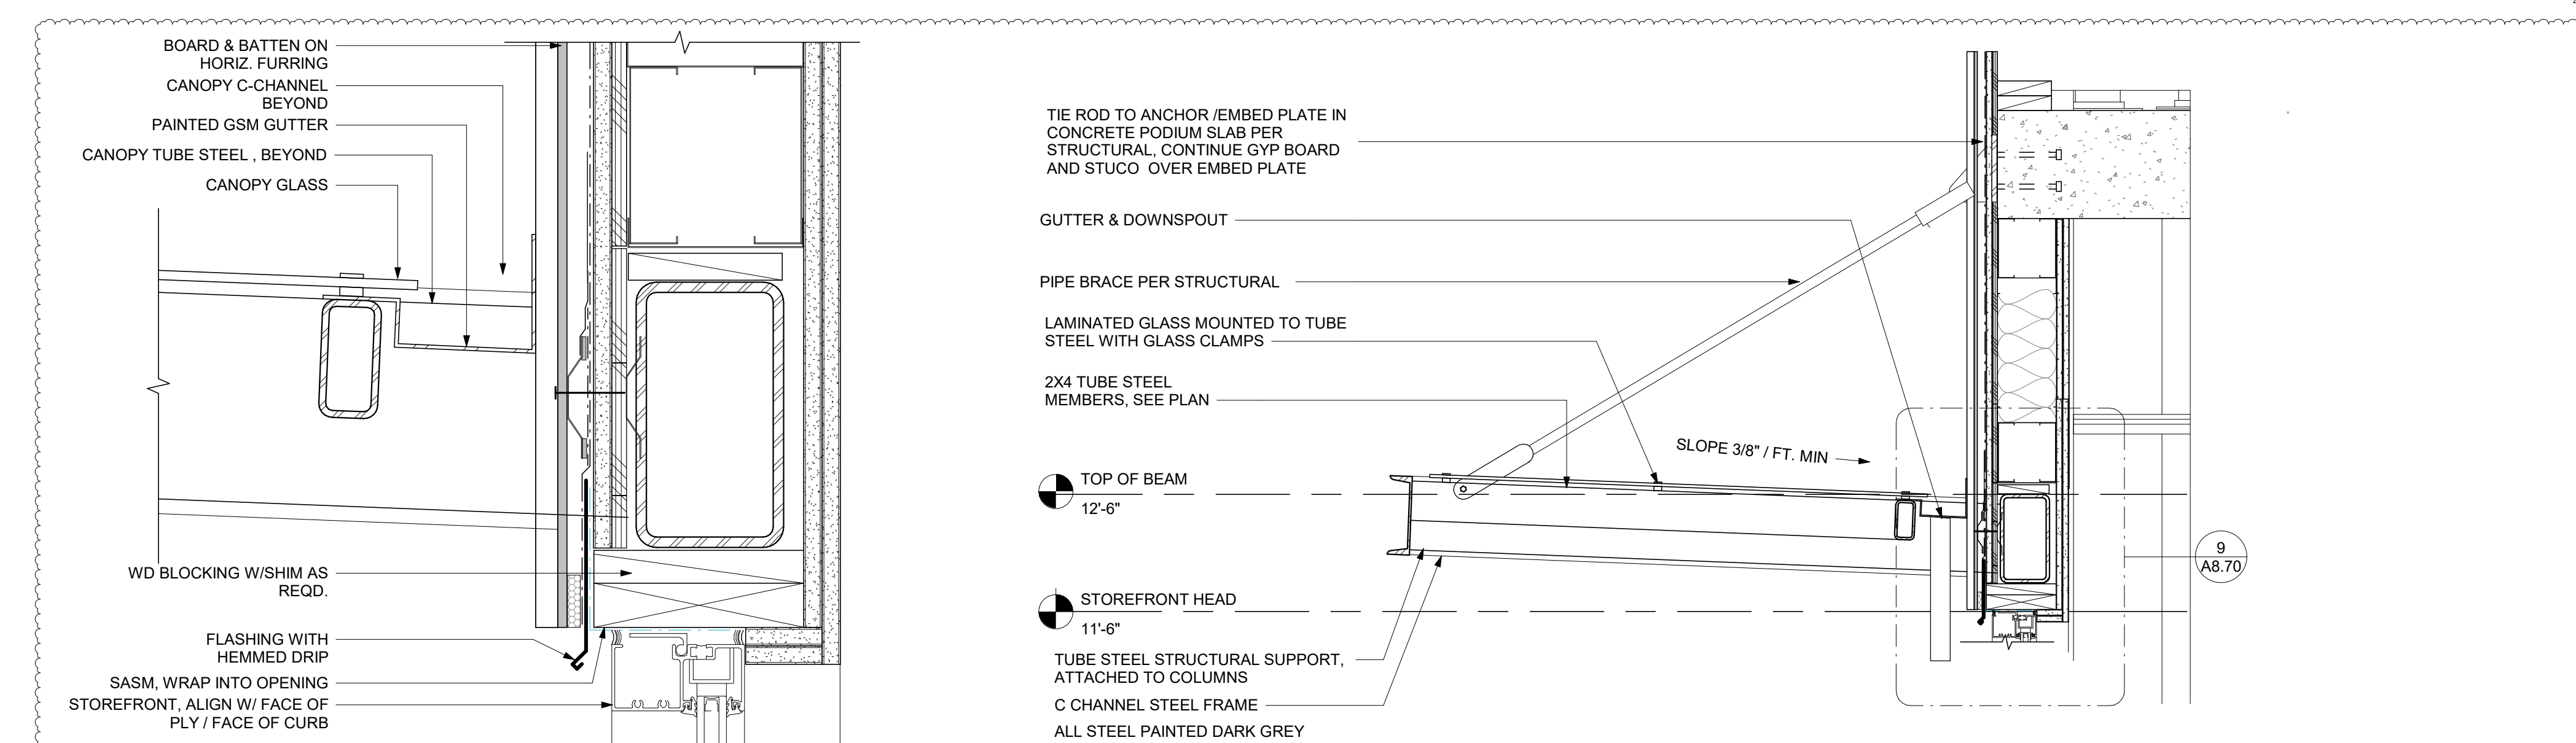 BOARD & BATTEN ON
HORIZ. FURRING
CANOPY C-CHANNEL
BEYOND
PAINTED GSM GUTTER
CANOPY TUBE STEEL , BEYOND
CANOPY GLASS
WD BLOCKING W/SHIM AS
REQD.
FLASHING WITH
HEMMED DRIP
SASM, WRAP INTO OPENING
STOREFRONT, ALIGN W/ FACE OF
PLY / FACE OF CURB
TIE ROD TO ANCHOR /EMBED PLATE IN
CONCRETE PODIUM SLAB PER
STRUCTURAL, CONTINUE GYP BOARD
AND STUCO OVER EMBED PLATE
GUTTER & DOWNSPOUT
PIPE BRACE PER STRUCTURAL
LAMINATED GLASS MOUNTED TO TUBE
STEEL WITH GLASS CLAMPS
2X4 TUBE STEEL
MEMBERS, SEE PLAN
SLOPE 3/8" / FT. MIN
TOP OF BEAM
12'-6"
STOREFRONT HEAD
11'-6"
TUBE STEEL STRUCTURAL SUPPORT,
ATTACHED TO COLUMNS
C CHANNEL STEEL FRAME
ALL STEEL PAINTED DARK GREY
9
A8.70